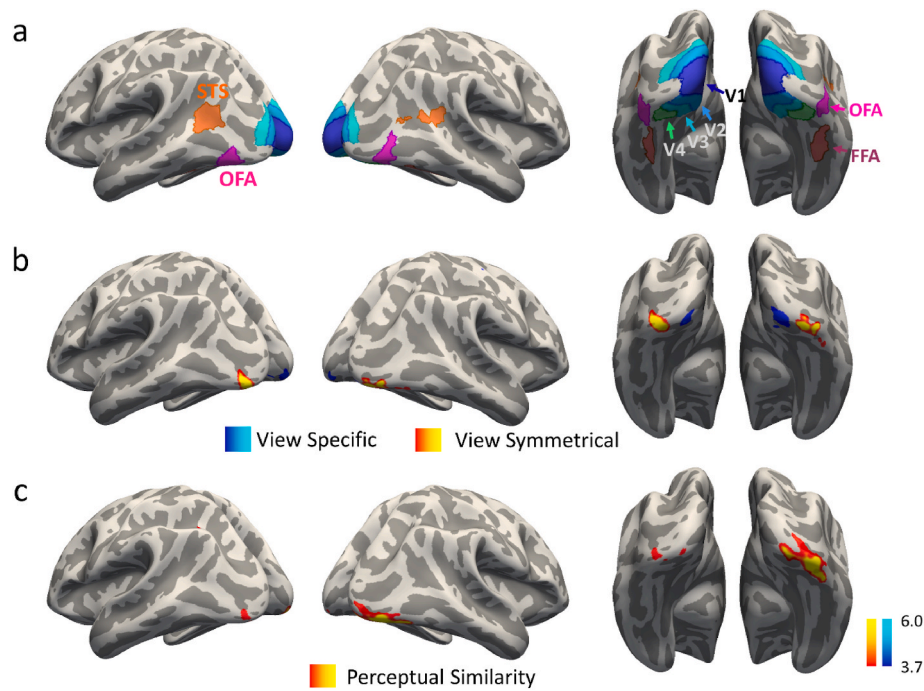 a
STS
OFA
V1
V2
V3
V4
OFA
FFA
b
View Specific
View Symmetrical
c
Perceptual Similarity
6.0
3.7